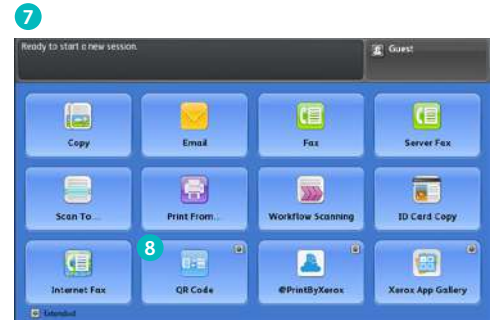 7
Ready to start a new session.
Guest
Copy
Email
Fax
Server Fax
Scan To...
Print From...
Workflow Scanning
ID Card Copy
8
Internet Fax
QR Code
@PrintByXerox
Xerox App Gallery
Extended